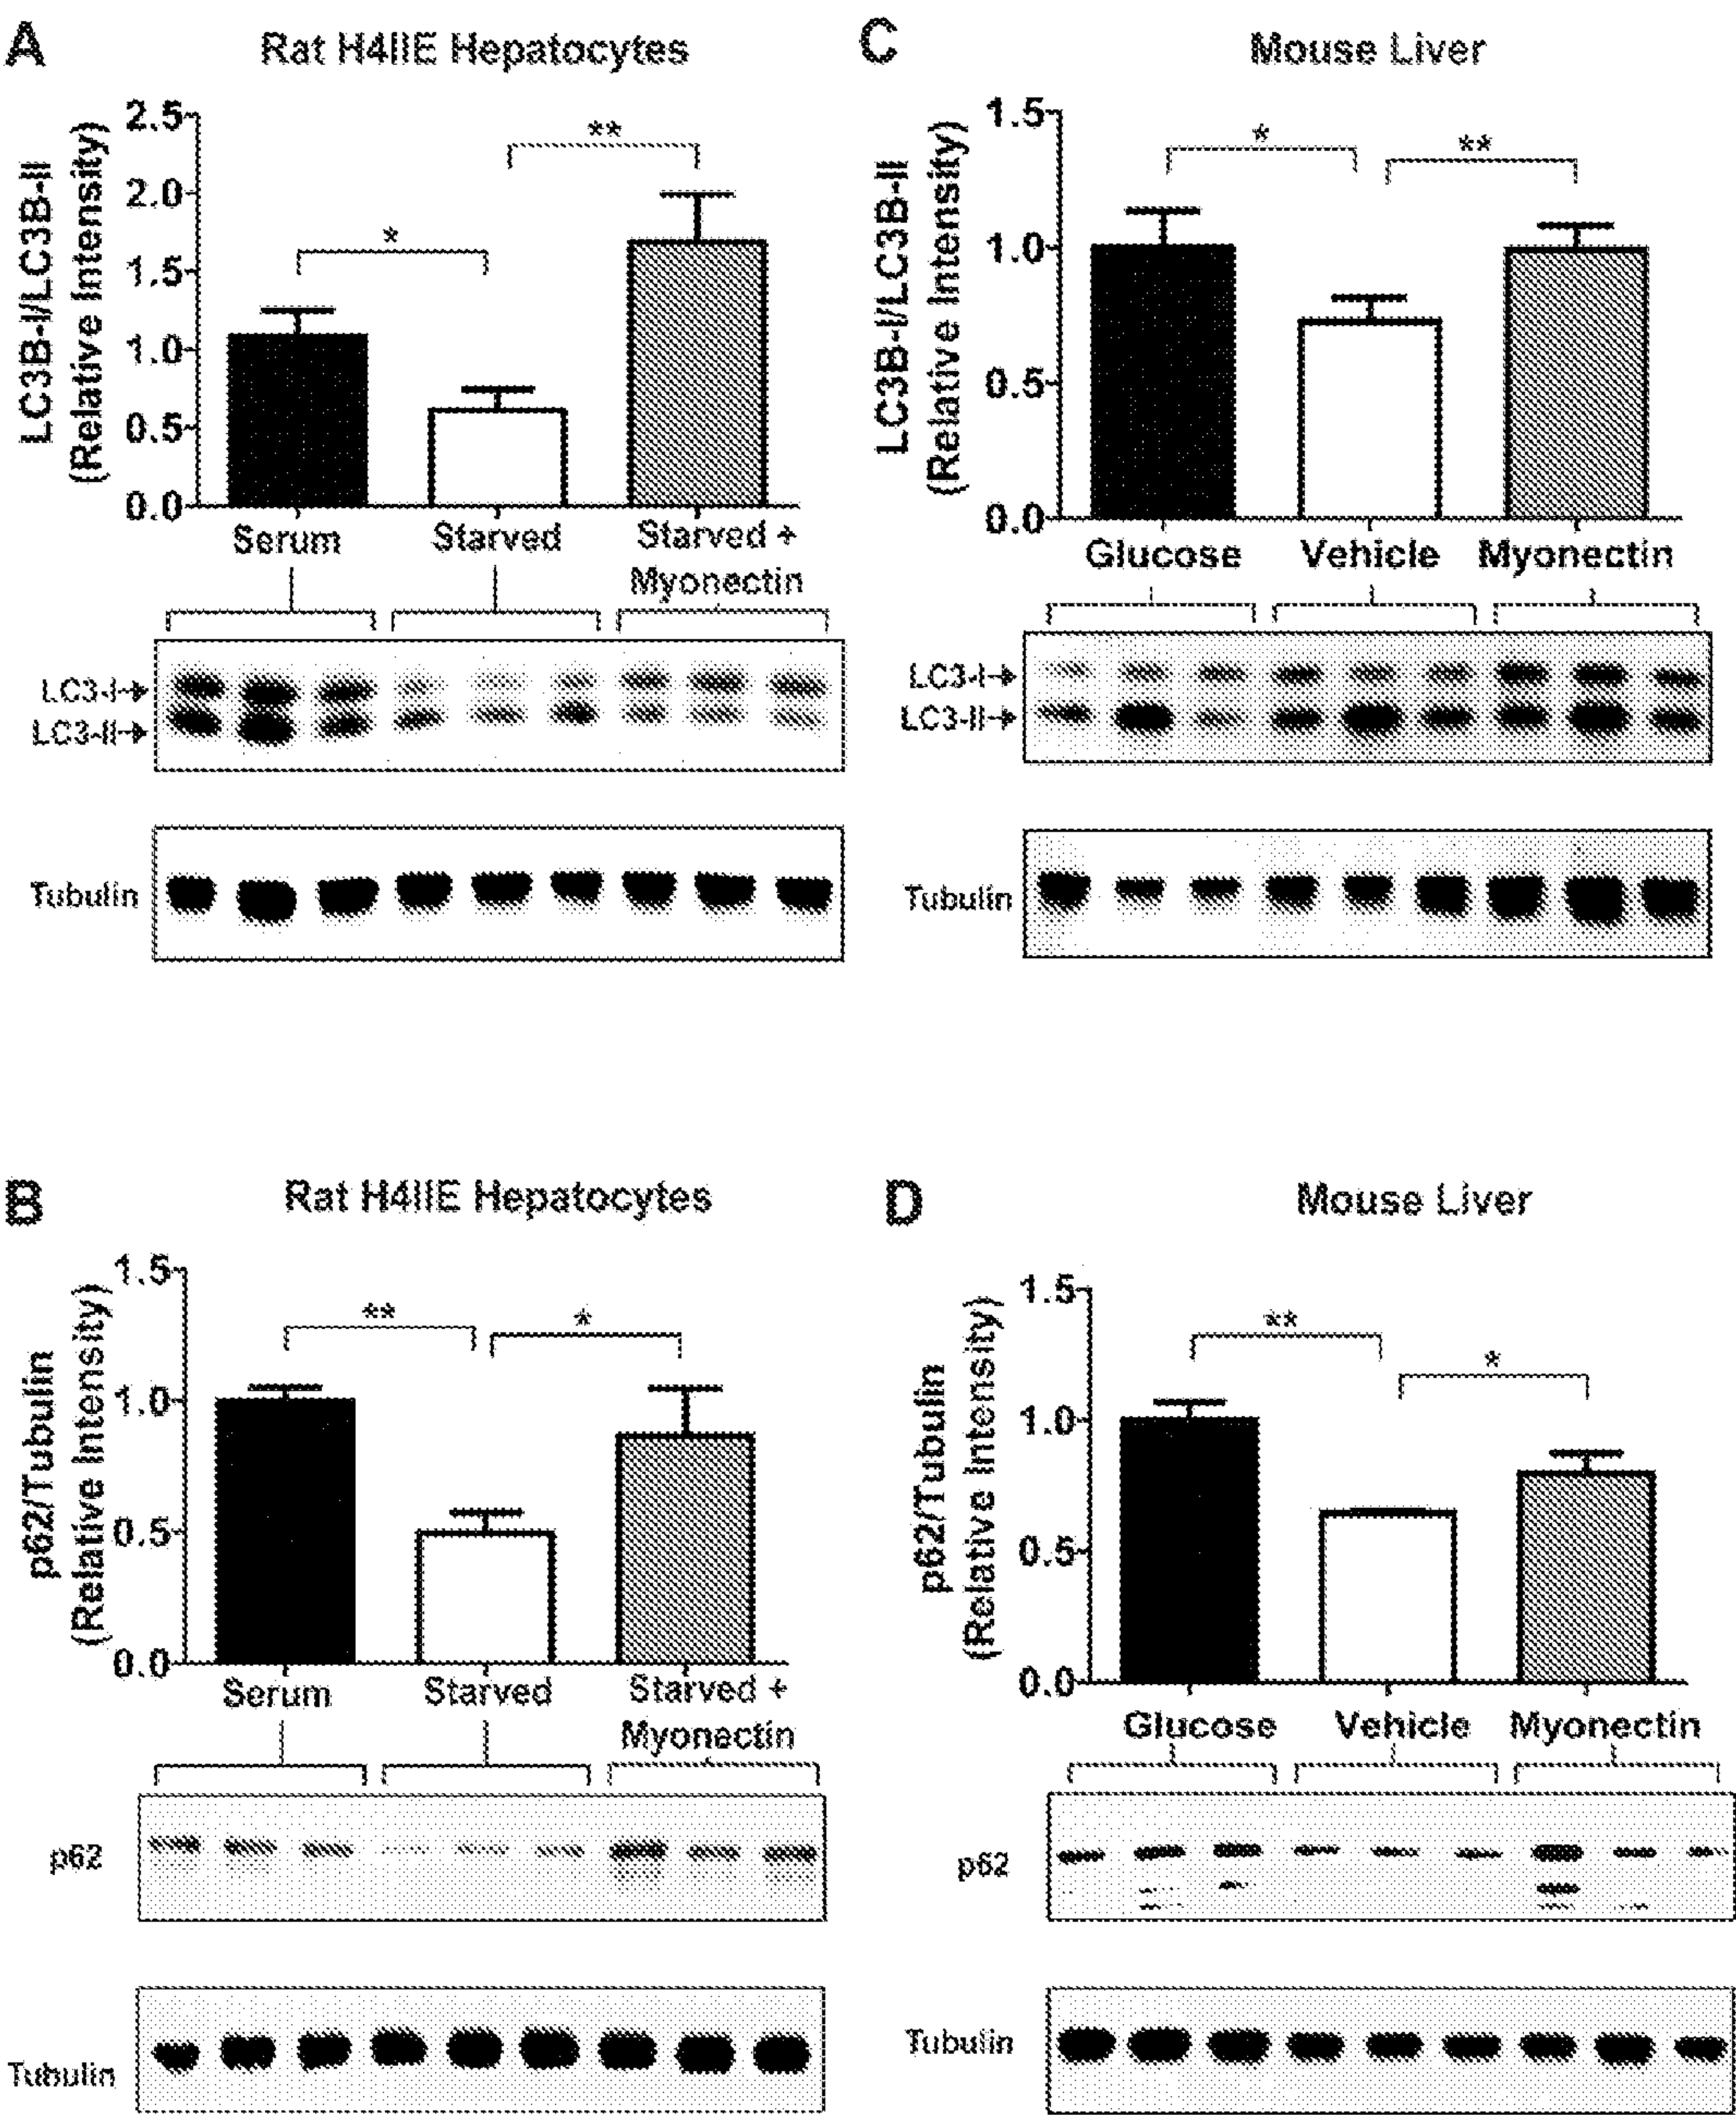 A
Rat H4IIE Hepatocytes
LC3B-I/LC3B-II
(Relative Intensity)
2.5
2.0
1.5
1.0
0.5
0.0
*
**
Serum
Starved
Starved +
Myonectin
LC3-I
LC3-II
Tubulin
C
Mouse Liver
LC3B-I/LC3B-II
(Relative Intensity)
1.5
1.0
0.5
0.0
*
**
Glucose
Vehicle
Myonectin
LC3-I
LC3-II
Tubulin
B
Rat H4IIE Hepatocytes
p62/Tubulin
(Relative Intensity)
1.5
1.0
0.5
0.0
**
*
Serum
Starved
Starved +
Myonectin
p62
Tubulin
D
Mouse Liver
p62/Tubulin
(Relative Intensity)
1.5
1.0
0.5
0.0
**
*
Glucose
Vehicle
Myonectin
p62
Tubulin